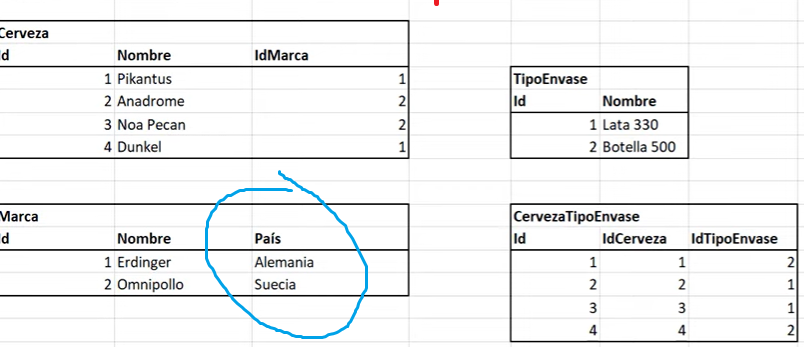 Cerveza
Id Nombre IdMarca
1 Pikantus 1
2 Anadrome 2
3 Noa Pecan 2
4 Dunkel 1
TipoEnvase
Id Nombre
1 Lata 330
2 Botella 500
Marca
Id Nombre País
1 Erdinger Alemania
2 Omnipollo Suecia
CervezaTipoEnvase
Id IdCerveza IdTipoEnvase
1 1 2
2 2 1
3 3 1
4 4 2